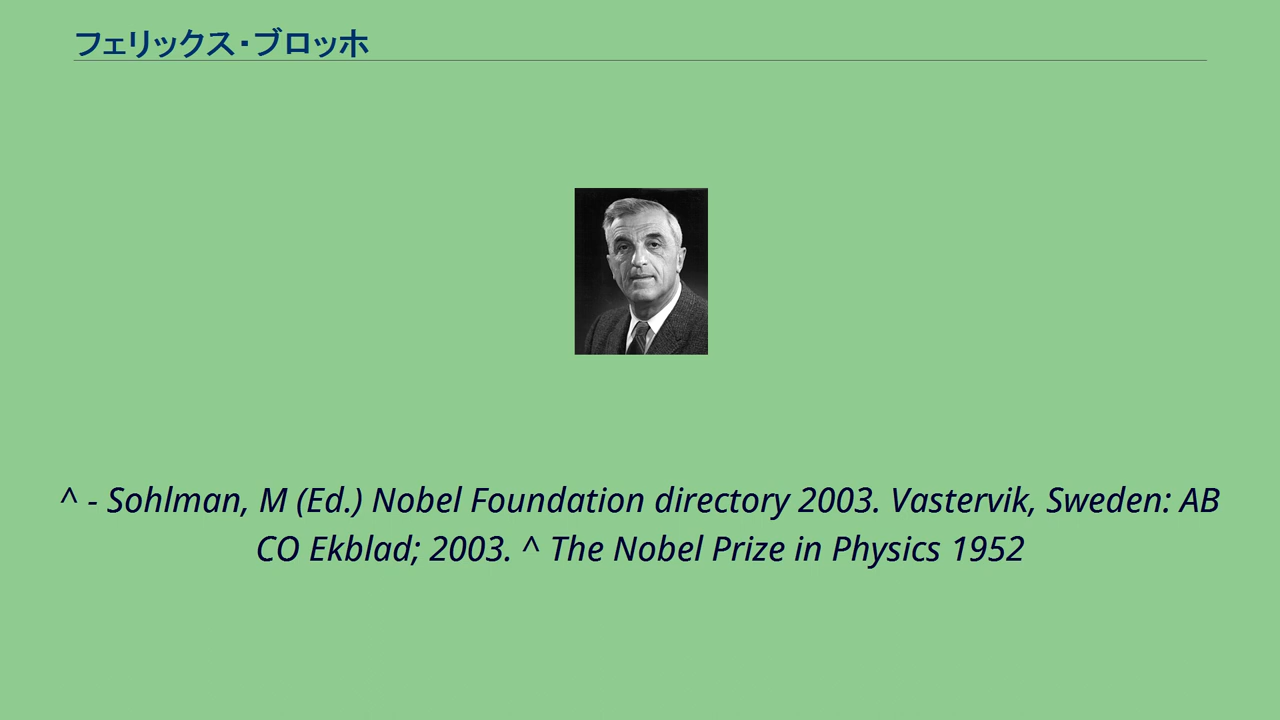 フェリックス・ブロッホ
^ - Sohlman, M (Ed.) Nobel Foundation directory 2003. Vastervik, Sweden: AB
CO Ekblad; 2003. ^ The Nobel Prize in Physics 1952